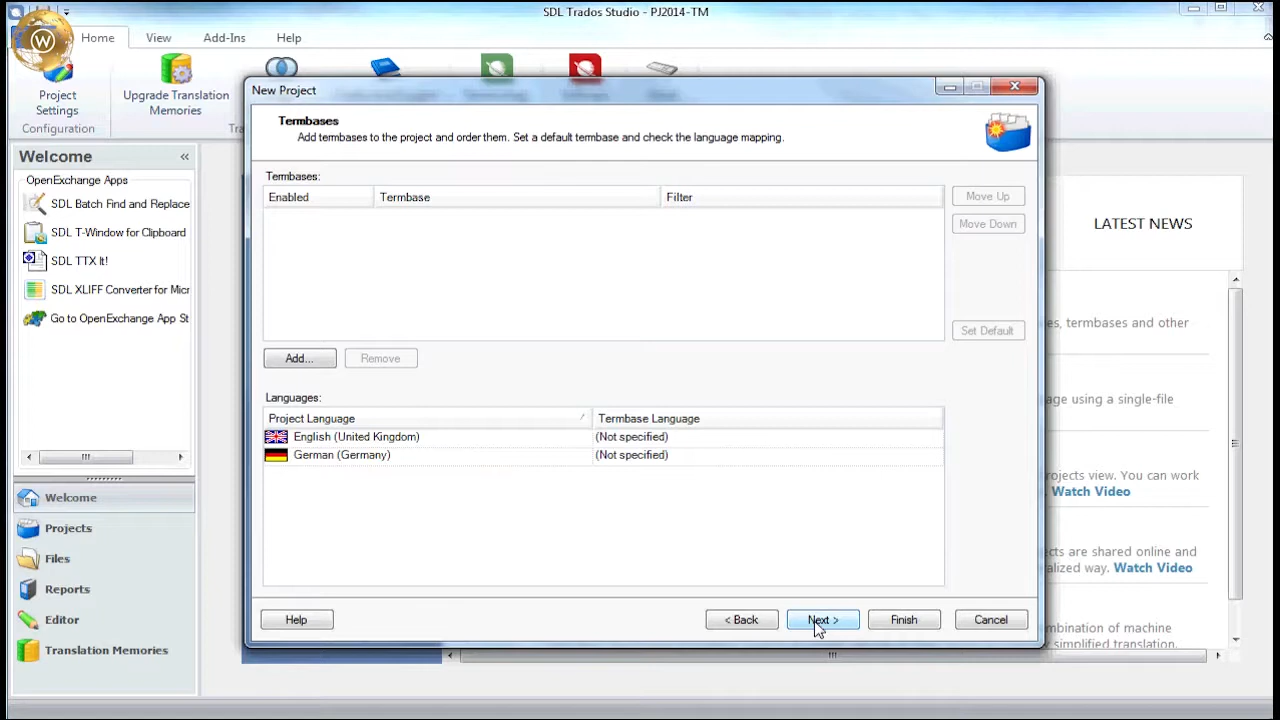 SDL Trados Studio - PJ2014-TM
W
Home
View
Add-Ins
Help
Project
Settings
Upgrade Translation
Memories
Configuration
Tra
New Project
Termbases
Add termbases to the project and order them. Set a default termbase and check the language mapping.
Welcome
OpenExchange Apps
SDL Batch Find and Replace
SDL T-Window for Clipboard
SDL TTX It!
SDL XLIFF Converter for Micr
Go to OpenExchange App St
Termbases:
Enabled
Termbase
Filter
Move Up
Move Down
Set Default
Add...
Remove
Languages:
Project Language
Termbase Language
English (United Kingdom)
(Not specified)
German (Germany)
(Not specified)
Welcome
Projects
Files
Reports
Editor
Translation Memories
Help
< Back
Next >
Finish
Cancel
LATEST NEWS
es, termbases and other
age using a single-file
rojects view. You can work
. Watch Video
cts are shared online and
alized way. Watch Video
mbination of machine
y simplified translation.